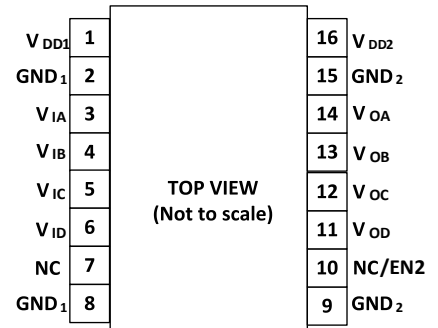 V DD1 1 16 V DD2
GND 1 2 15 GND 2
V IA 3 14 V OA
V IB 4 13 V OB
V IC 5 TOP VIEW 12 V OC
(Not to scale)
V ID 6 11 V OD
NC 7 10 NC/EN2
GND 1 8 9 GND 2